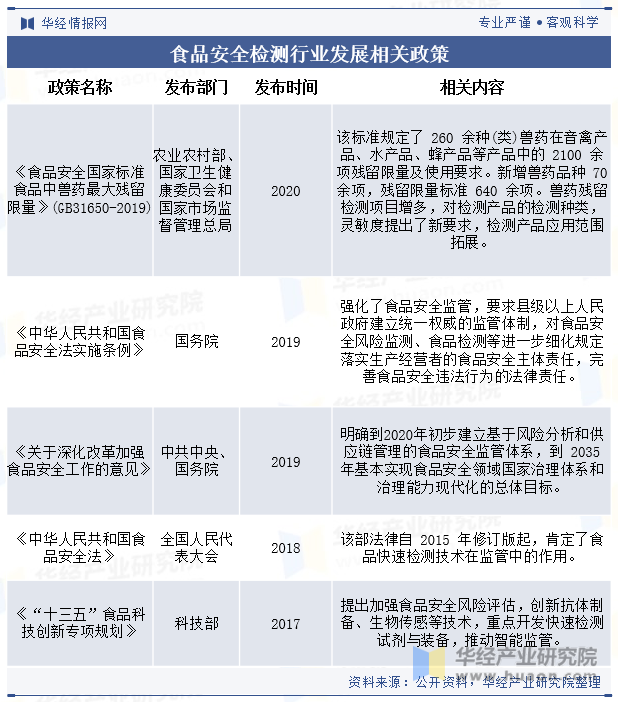 华经情报网
专业严谨 ● 客观科学
食品安全检测行业发展相关政策
政策名称 发布部门 发布时间 相关内容
《食品安全国家标准
食品中兽药最大残留
限量》(GB31650-2019)
农业农村部、
国家卫生健
康委员会和
国家市场监
督管理总局
2020
该标准规定了 260 余种(类)兽药在音禽产
品、水产品、蜂产品等产品中的 2100 余
项残留限量及使用要求。新增兽药品种 70
余项，残留限量标准 640 余项。兽药残留
检测项目增多，对检测产品的检测种类，
灵敏度提出了新要求，检测产品应用范围
拓展。
《中华人民共和国食
品安全法实施条例》
国务院
2019
强化了食品安全监管，要求县级以上人民
政府建立统一权威的监管体制，对食品安
全风险监测、食品检测等进一步细化规定
落实生产经营者的食品安全主体责任，完
善食品安全违法行为的法律责任。
《关于深化改革加强
食品安全工作的意见》
中共中央、
国务院
2019
明确到2020年初步建立基于风险分析和供
应链管理的食品安全监管体系，到 2035
年基本实现食品安全领域国家治理体系和
治理能力现代化的总体目标。
《中华人民共和国食
品安全法》
全国人民代
表大会
2018
该部法律自 2015 年修订版起，肯定了食
品快速检测技术在监管中的作用。
《“十三五”食品科
技创新专项规划》
科技部
2017
提出加强食品安全风险评估，创新抗体制
备、生物传感等技术，重点开发快速检测
试剂与装备，推动智能监管。
华经产业研究院
www.huaon.com
资料来源：公开资料，华经产业研究院整理